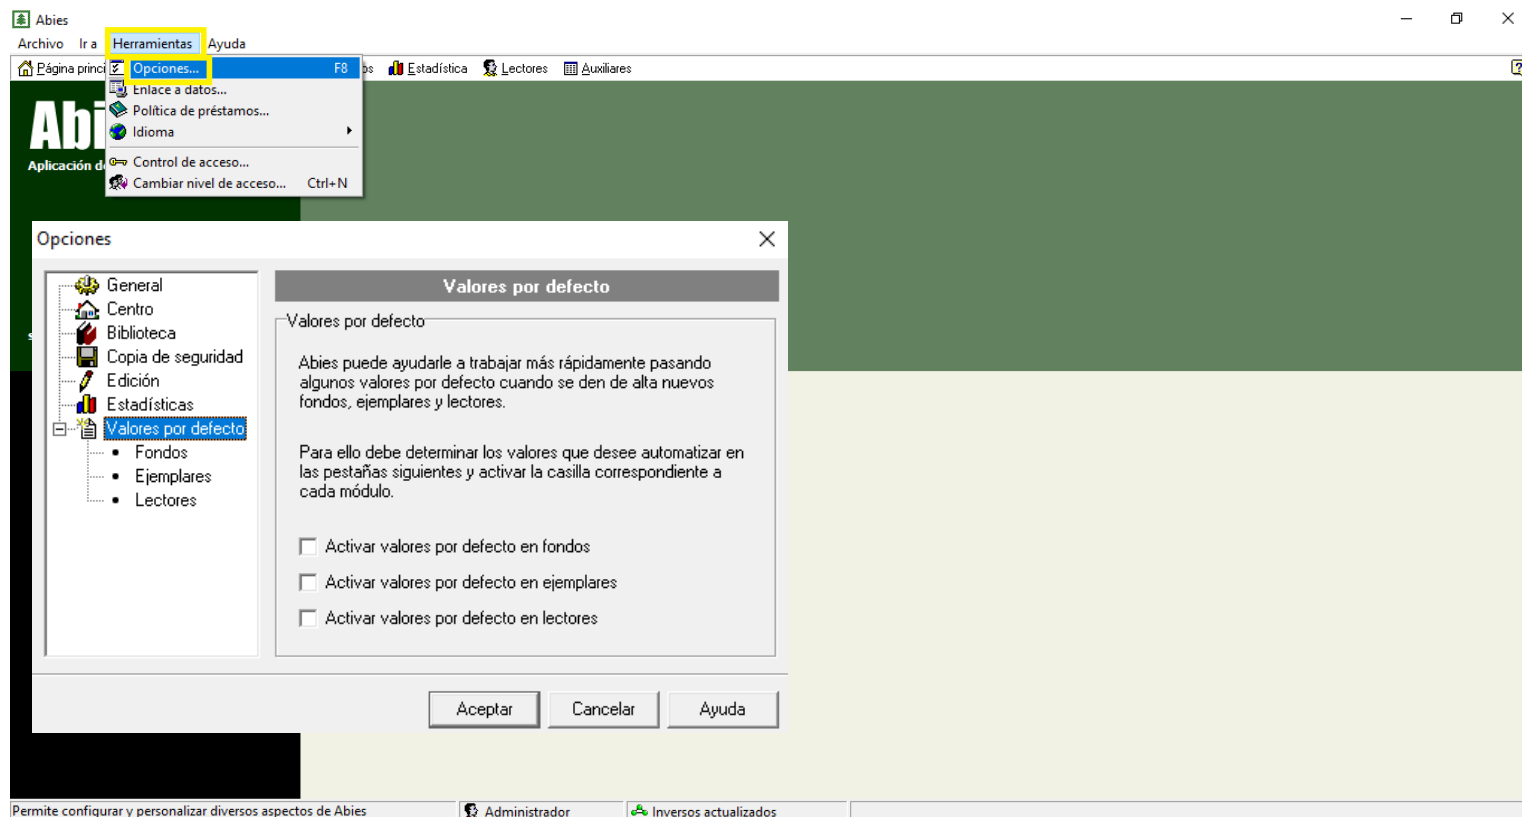 Abies
Archivo Ir a Herramientas Ayuda
Página princi
Opciones... F8
os Estadística Lectores Auxiliares
Enlace a datos...
Política de préstamos...
Idioma
Control de acceso...
Cambiar nivel de acceso... Ctrl+N
Abi
Aplicación d
Opciones
General
Centro
Biblioteca
Copia de seguridad
Edición
Estadísticas
Valores por defecto
Fondos
Ejemplares
Lectores
Valores por defecto
Valores por defecto
Abies puede ayudarle a trabajar más rápidamente pasando
algunos valores por defecto cuando se den de alta nuevos
fondos, ejemplares y lectores.
Para ello debe determinar los valores que desee automatizar en
las pestañas siguientes y activar la casilla correspondiente a
cada módulo.
Activar valores por defecto en fondos
Activar valores por defecto en ejemplares
Activar valores por defecto en lectores
Aceptar Cancelar Ayuda
Permite configurar y personalizar diversos aspectos de Abies Administrador Inversos actualizados